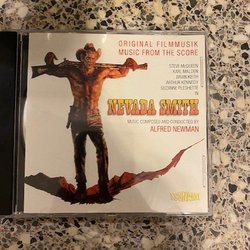 ORIGINAL FILMMUSIK
MUSIC FROM THE SCORE
STEVE McQUEEN
KARL MALDEN
BRIAN KEITH
ARTHUR KENNEDY
SUZANNE PLESHETTE
IN
NEVADA SMITH
MUSIC COMPOSED AND CONDUCTED BY
ALFRED NEWMAN